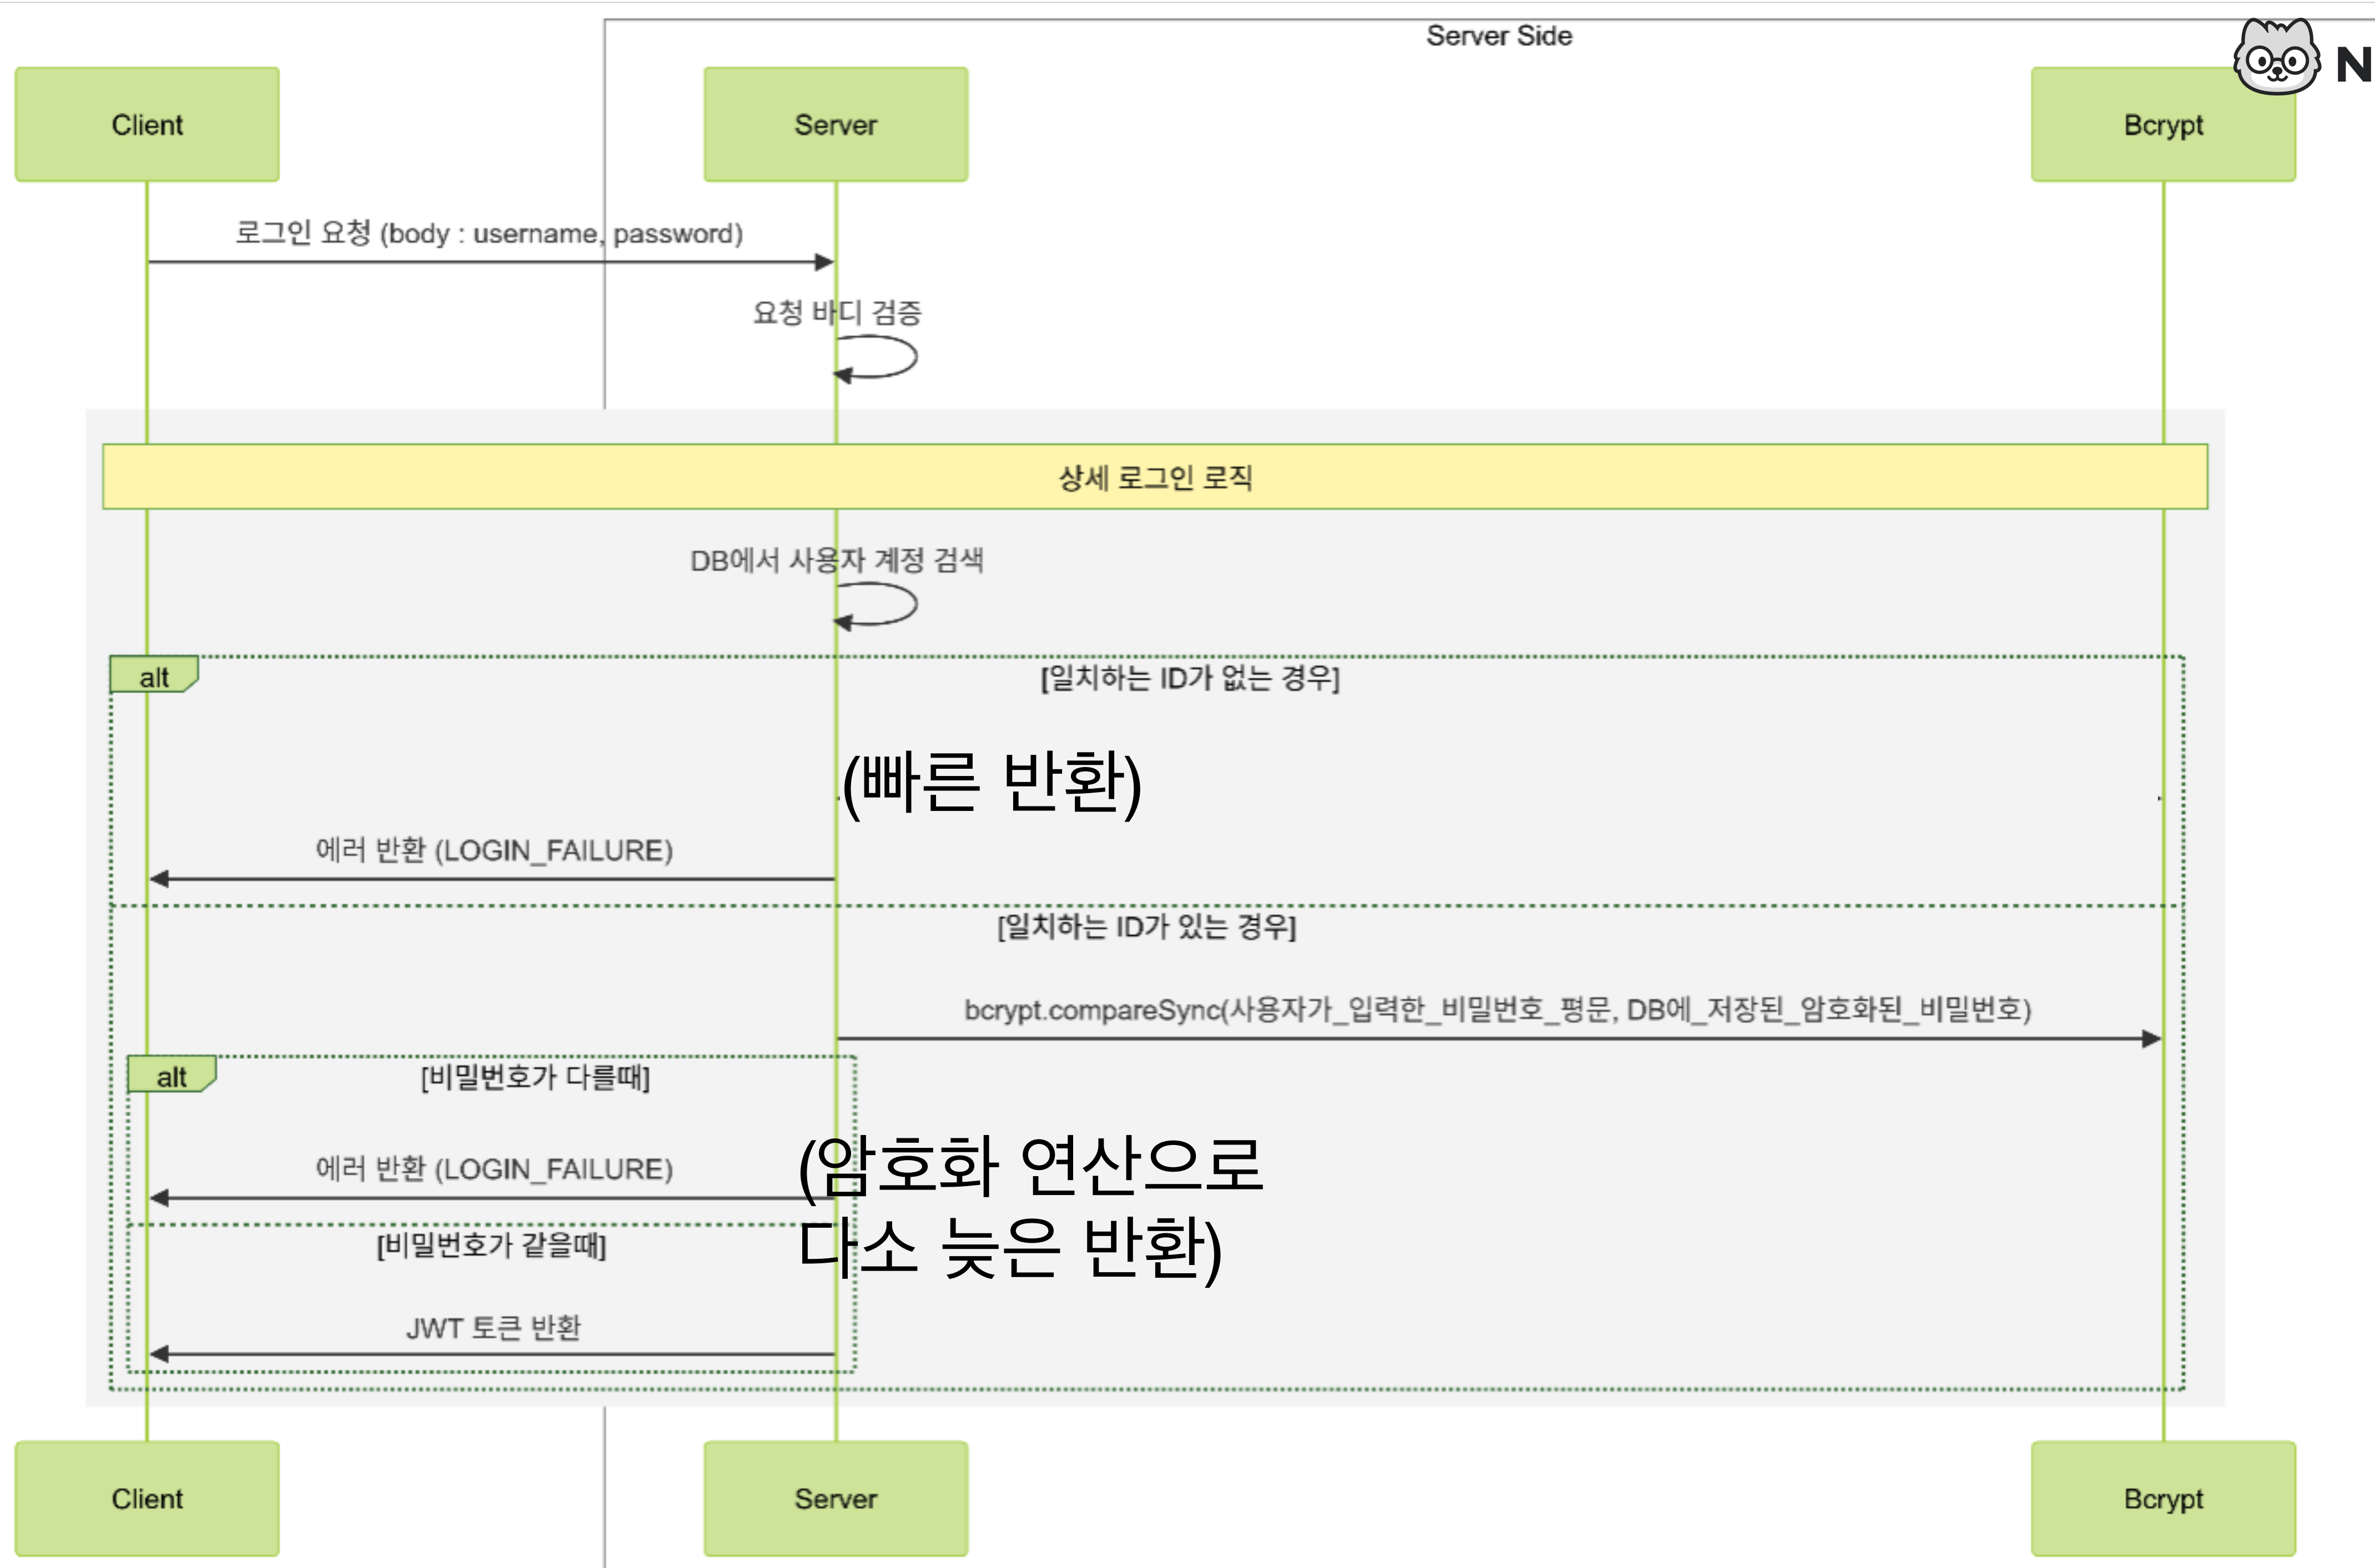 Server Side
N
Client
Server
Bcrypt
로그인 요청 (body : username, password)
요청 바디 검증
상세 로그인 로직
DB에서 사용자 계정 검색
alt
[일치하는 ID가 없는 경우]
(빠른 반환)
에러 반환 (LOGIN_FAILURE)
[일치하는 ID가 있는 경우]
bcrypt.compareSync(사용자가_입력한_비밀번호_평문, DB에_저장된_암호화된_비밀번호)
alt
[비밀번호가 다를때]
(암호화 연산으로
다소 늦은 반환)
에러 반환 (LOGIN_FAILURE)
[비밀번호가 같을때]
JWT 토큰 반환
Client
Server
Bcrypt